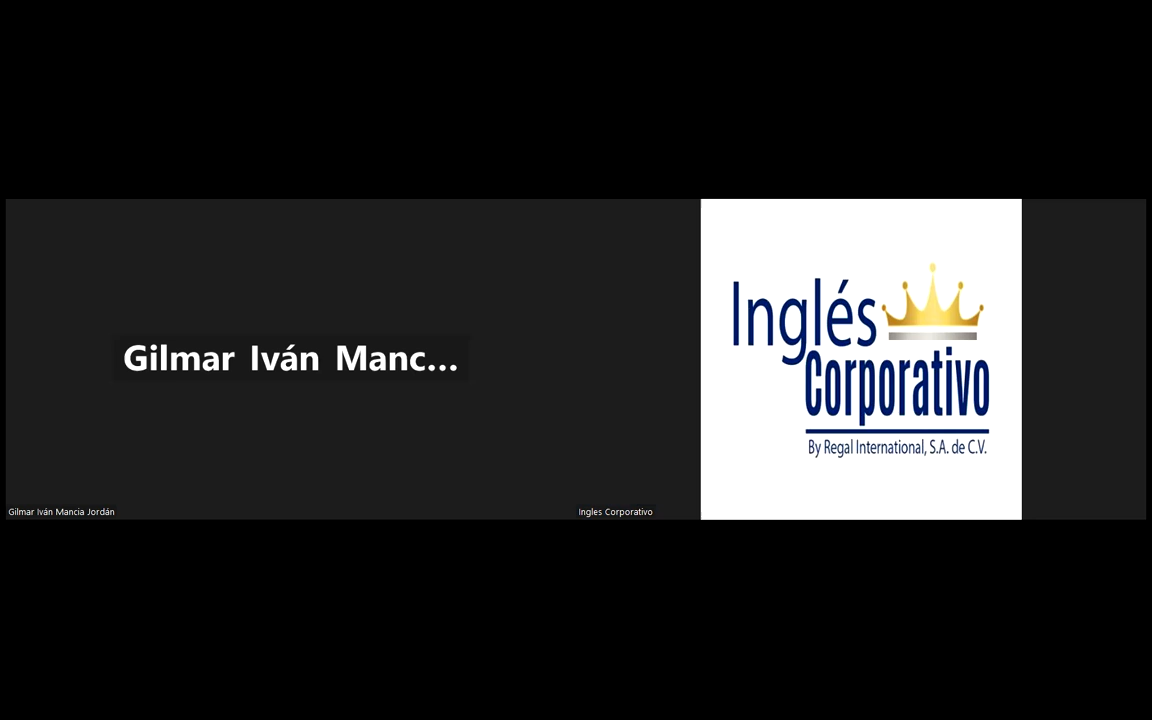 Gilmar Iván Manc...
Inglés
Corporativo
By Regal International, S.A. de C.V.
Gilmar Iván Mancia Jordán
Ingles Corporativo